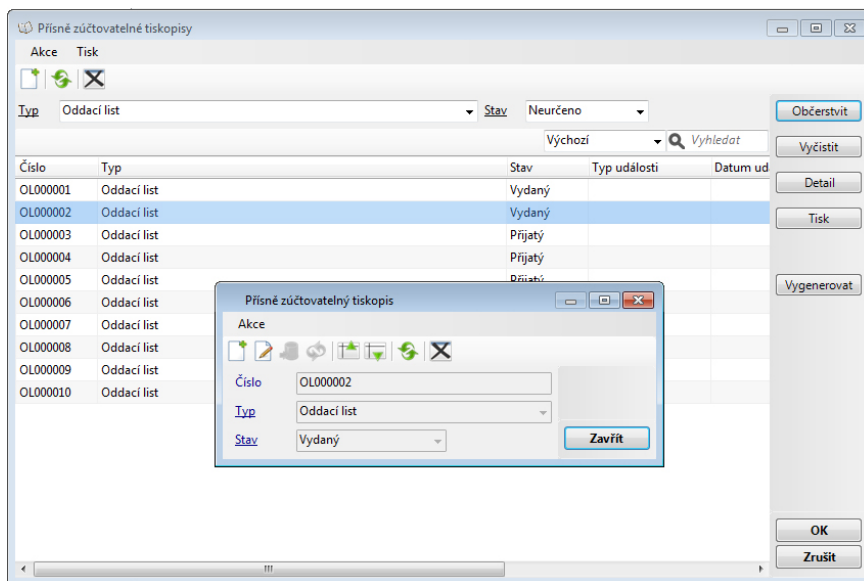 Přísně zúčtovatelné tiskopisy
Akce Tisk
Typ Oddací list Stav Neurčeno Občerstvit
Výchozí Vyhledat Vyčistit
Číslo Typ Stav Typ události Datum ud
Detail
OL000001 Oddací list Vydaný
OL000002 Oddací list Vydaný Tisk
OL000003 Oddací list Přijatý
OL000004 Oddací list Přijatý
OL000005 Oddací list Přijatý
Vygenerovat
OL000006 Oddací list
OL000007 Oddací list
OL000008 Oddací list
OL000009 Oddací list
OL000010 Oddací list
Přísně zúčtovatelný tiskopis
Akce
Číslo OL000002
Typ Oddací list
Stav Vydaný Zavřít
OK
Zrušit